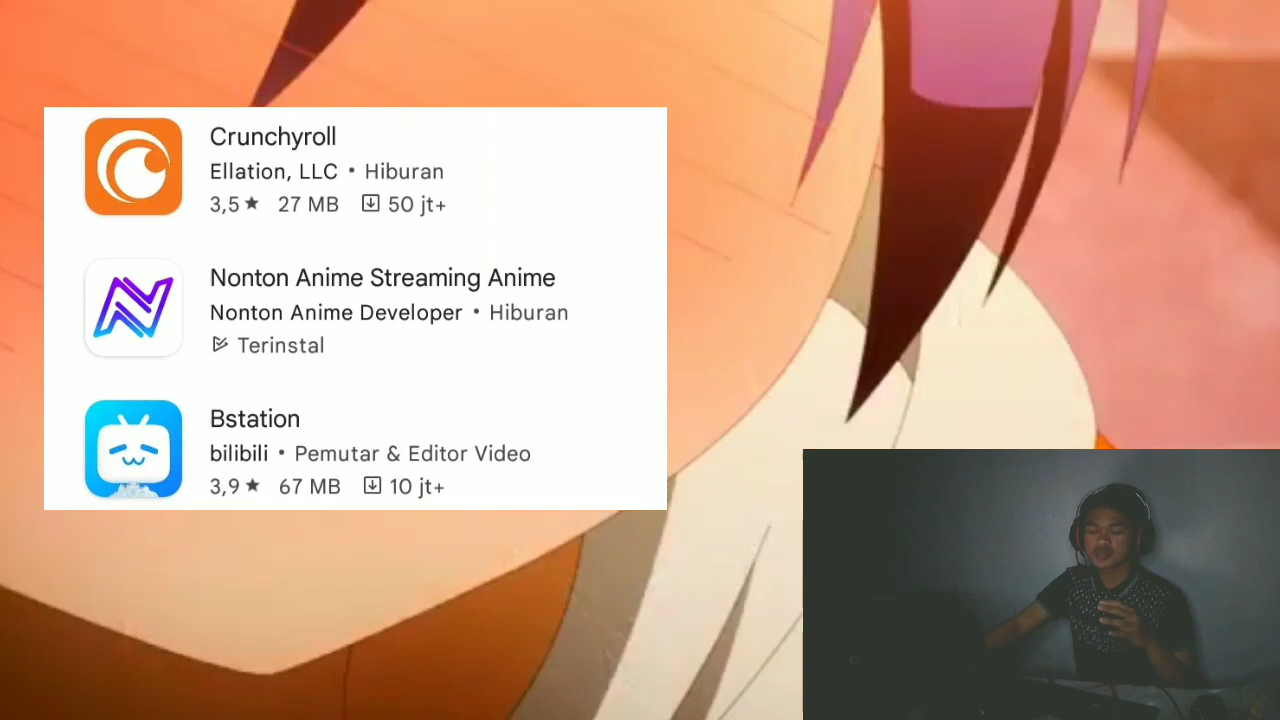 Crunchyroll
Ellation, LLC • Hiburan
3,5★ 27 MB 50 jt+
Nonton Anime Streaming Anime
Nonton Anime Developer • Hiburan
Terinstal
Bstation
bilibili • Pemutar & Editor Video
3,9★ 67 MB 10 jt+